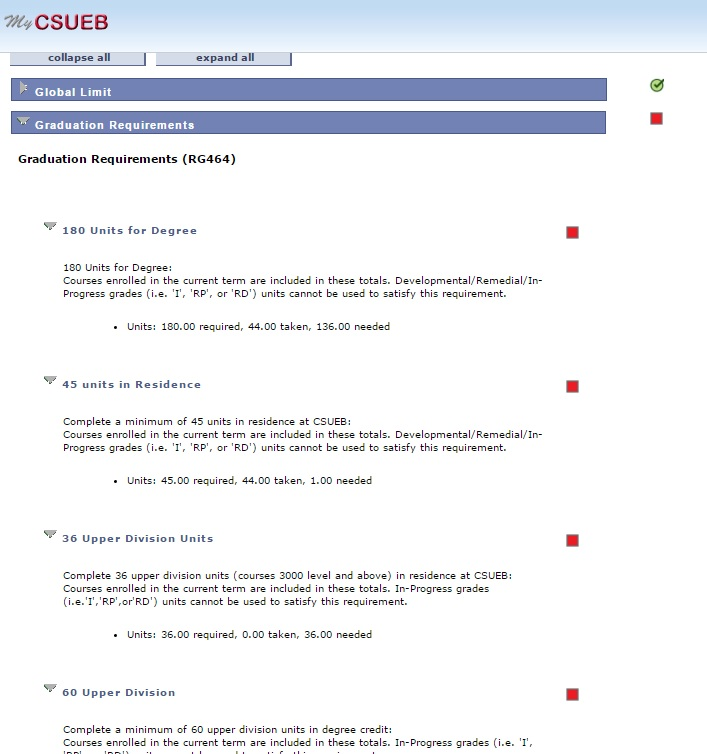 My CSUEB
collapse all
expand all
Global Limit
Graduation Requirements
Graduation Requirements (RG464)
180 Units for Degree
180 Units for Degree:
Courses enrolled in the current term are included in these totals. Developmental/Remedial/In-
Progress grades (i.e. 'I', 'RP', or 'RD') units cannot be used to satisfy this requirement.
• Units: 180.00 required, 44.00 taken, 136.00 needed
45 units in Residence
Complete a minimum of 45 units in residence at CSUEB:
Courses enrolled in the current term are included in these totals. Developmental/Remedial/In-
Progress grades (i.e. 'I', 'RP', or 'RD') units cannot be used to satisfy this requirement.
• Units: 45.00 required, 44.00 taken, 1.00 needed
36 Upper Division Units
Complete 36 upper division units (courses 3000 level and above) in residence at CSUEB:
Courses enrolled in the current term are included in these totals. In-Progress grades
(i.e.'I','RP',or'RD') units cannot be used to satisfy this requirement.
• Units: 36.00 required, 0.00 taken, 36.00 needed
60 Upper Division
Complete a minimum of 60 upper division units in degree credit:
Courses enrolled in the current term are included in these totals. In-Progress grades (i.e. 'I',